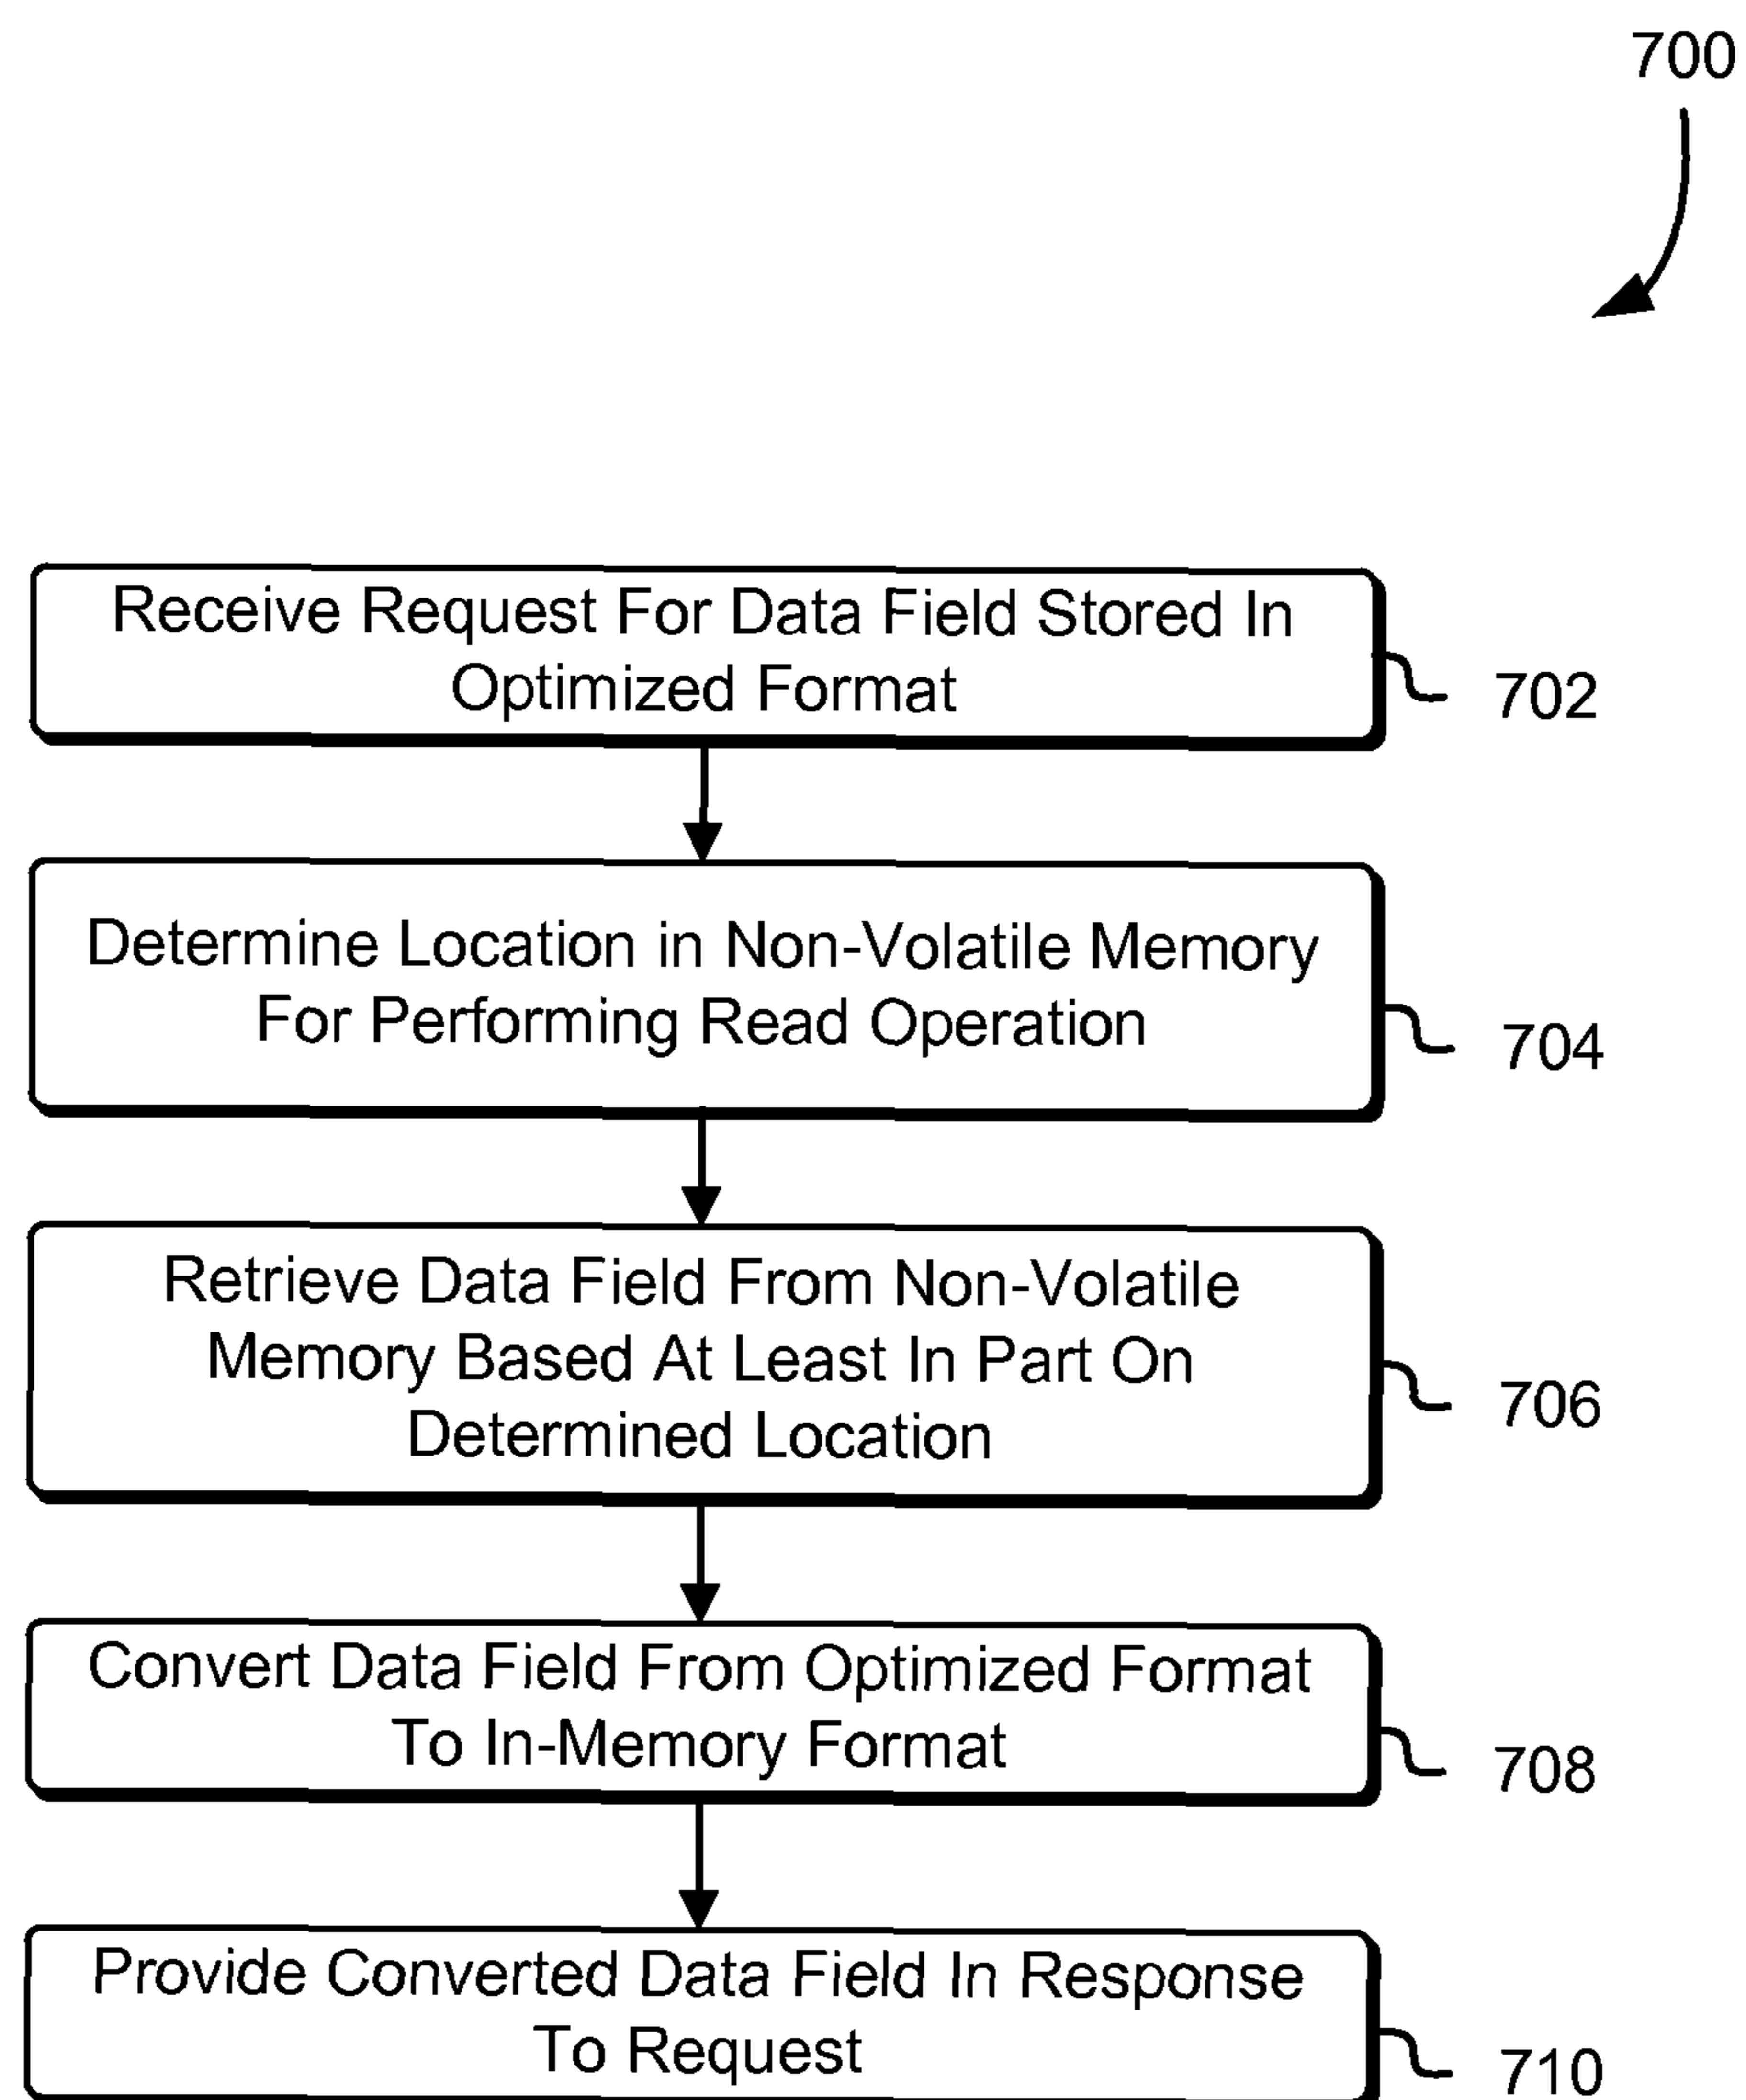 700
Receive Request For Data Field Stored In
Optimized Format
702
Determine Location in Non-Volatile Memory
For Performing Read Operation
704
Retrieve Data Field From Non-Volatile
Memory Based At Least In Part On
Determined Location
706
Convert Data Field From Optimized Format
To In-Memory Format
708
Provide Converted Data Field In Response
To Request
710